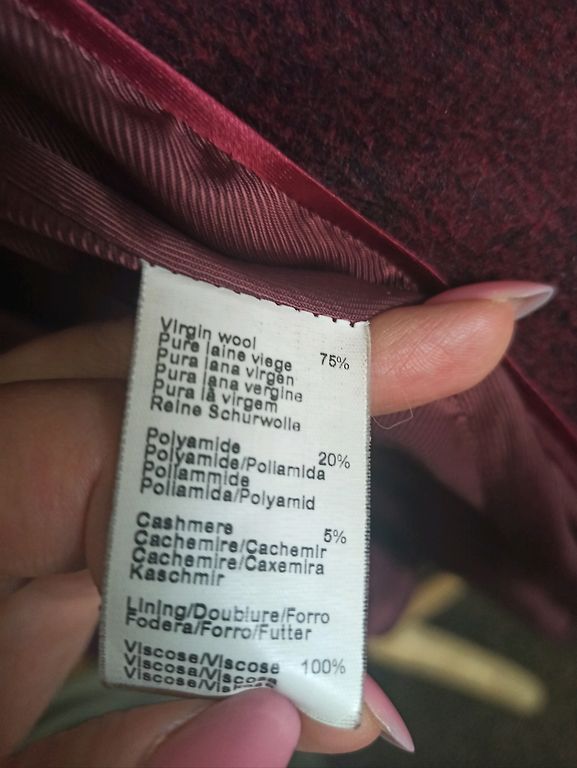 Virgin wool 75%
Pure laine viege
Pura lana virgen
Pura lana vergine
Pura lã virgem
Reine Schurwolle
Polyamide 20%
Polyamide/Poliamida
Poliammide
Poliamida/Polyamid
Cashmere 5%
Cachemire/Cachemir
Cachemire/Caxemira
Kaschmir
Lining/Doublure/Forro
Fodera/Forro/Futter
Viscose/Viscose 100%
Viscosa/Viscosa